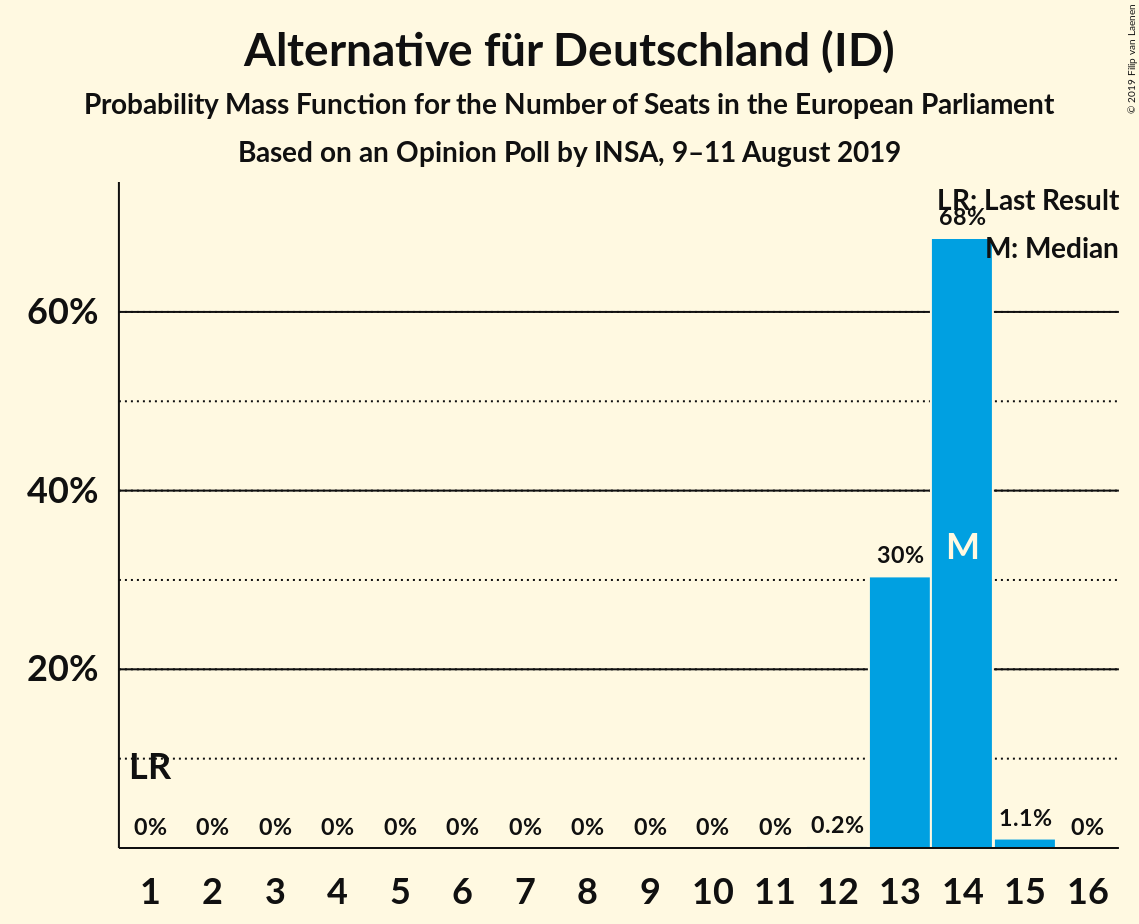 Alternative für Deutschland (ID)
Probability Mass Function for the Number of Seats in the European Parliament
Based on an Opinion Poll by INSA, 9–11 August 2019
© 2019 Filip van Laenen
LR: Last Result
M: Median
68%
60%
40%
30%
M
20%
LR
0% 0% 0% 0% 0% 0% 0% 0% 0% 0% 0% 0.2% 1.1% 0%
1 2 3 4 5 6 7 8 9 10 11 12 13 14 15 16